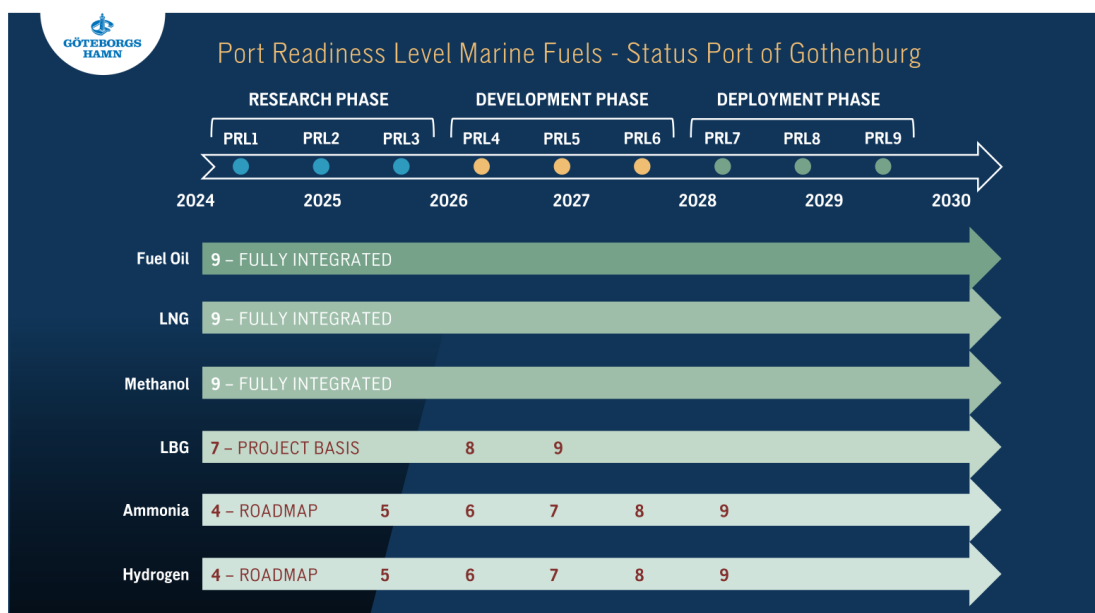 GÖTEBORGS
HAMN
Port Readiness Level Marine Fuels - Status Port of Gothenburg
RESEARCH PHASE DEVELOPMENT PHASE DEPLOYMENT PHASE
PRL1 PRL2 PRL3 PRL4 PRL5 PRL6 PRL7 PRL8 PRL9
2024 2025 2026 2027 2028 2029 2030
Fuel Oil 9 – FULLY INTEGRATED
LNG 9 – FULLY INTEGRATED
Methanol 9 – FULLY INTEGRATED
LBG 7 – PROJECT BASIS 8 9
Ammonia 4 – ROADMAP 5 6 7 8 9
Hydrogen 4 – ROADMAP 5 6 7 8 9